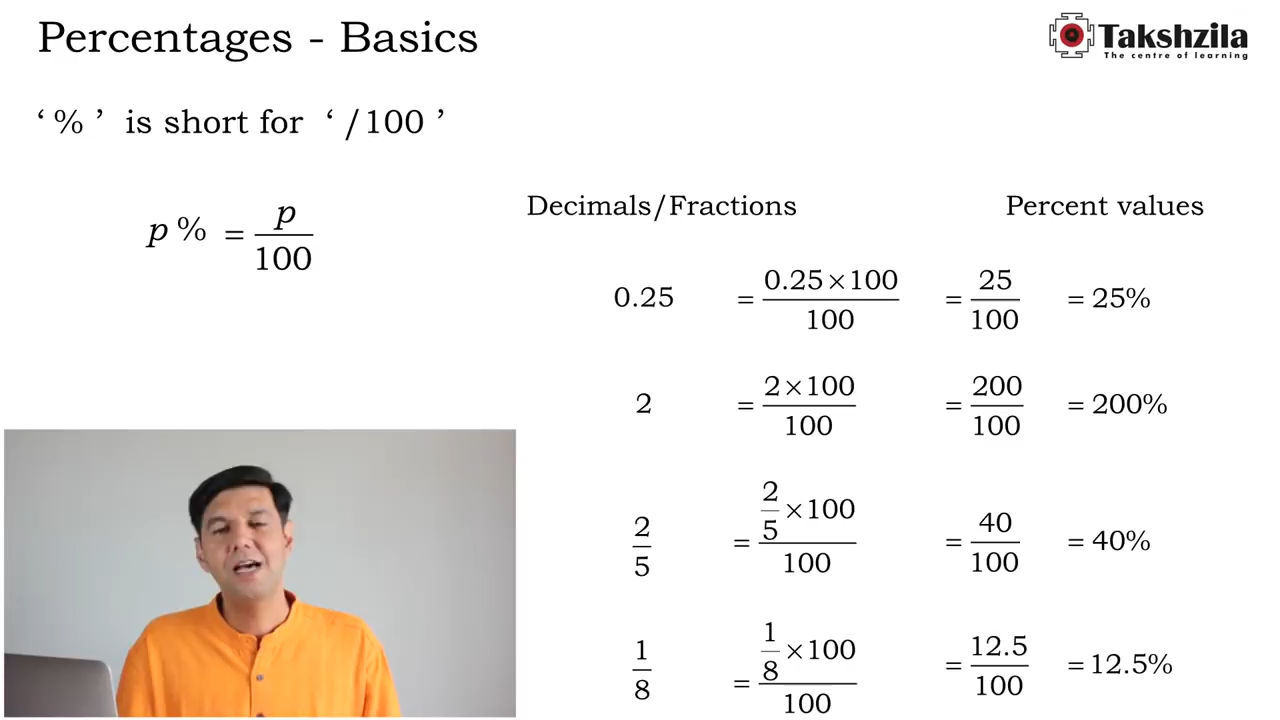 Percentages - Basics
Takshzila
The centre of learning
‘ % ’ is short for ‘ /100 ’
p % = p/100
Decimals/Fractions Percent values
0.25 = 0.25×100/100 = 25/100 = 25%
2 = 2×100/100 = 200/100 = 200%
2/5 = 2/5 ×100/100 = 40/100 = 40%
1/8 = 1/8 ×100/100 = 12.5/100 = 12.5%